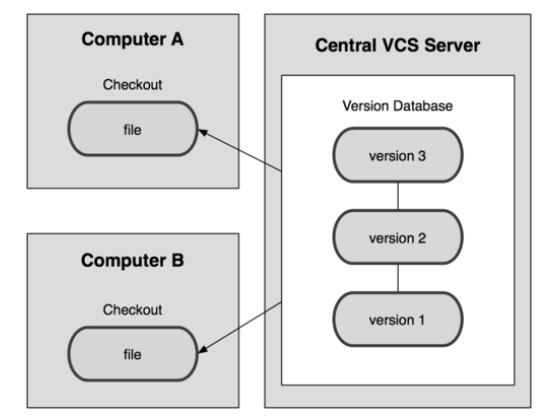 Computer A
Checkout
file
Computer B
Checkout
file
Central VCS Server
Version Database
version 3
version 2
version 1